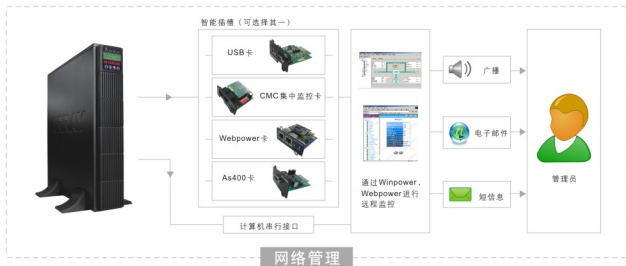 智能插槽（可选择其一）
USB卡
CMC集中监控卡
Webpower卡
As400卡
计算机串行接口
通过Winpower、
Webpower进行
远程监控
广播
电子邮件
短信息
管理员
网络管理